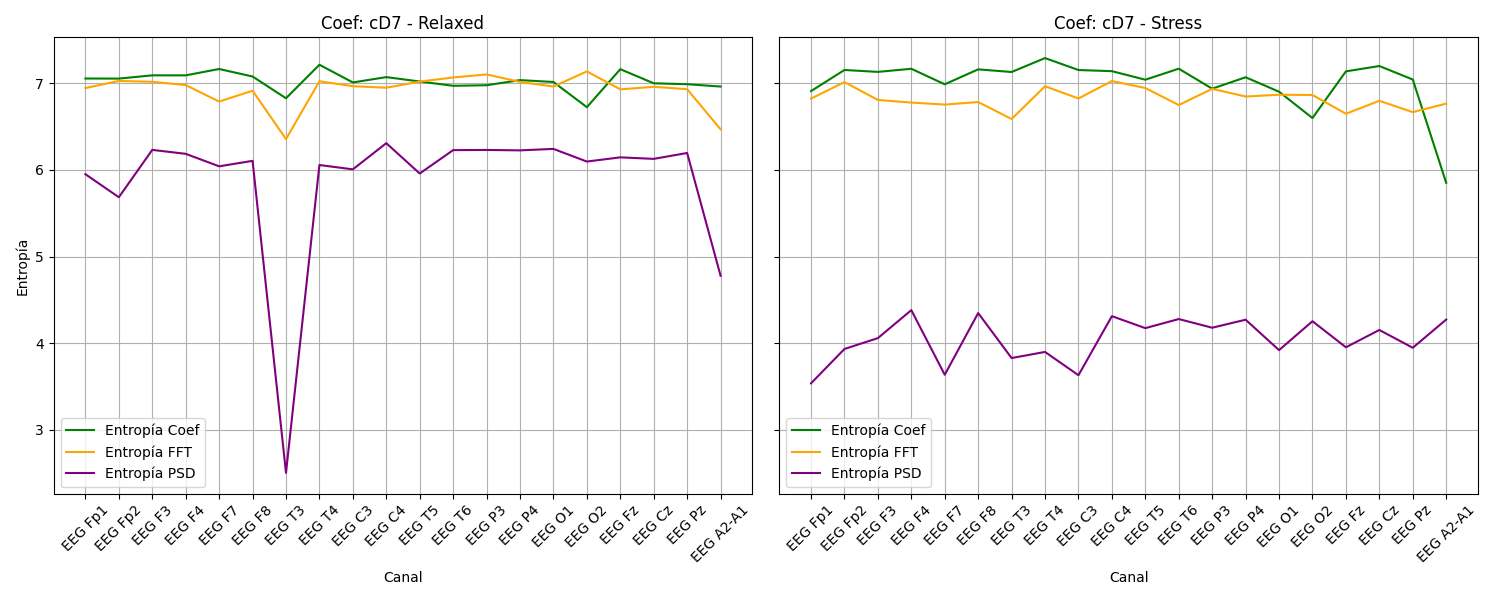 Coef: cD7 - Relaxed
Entropía
7
6
5
4
3
Entropía Coef
Entropía FFT
Entropía PSD
EEG Fp1
EEG Fp2
EEG F3
EEG F4
EEG F7
EEG F8
EEG T3
EEG T4
EEG C3
EEG C4
EEG T5
EEG T6
EEG P3
EEG P4
EEG O1
EEG O2
EEG Fz
EEG Cz
EEG Pz
EEG A2-A1
Canal
Coef: cD7 - Stress
Entropía Coef
Entropía FFT
Entropía PSD
EEG Fp1
EEG Fp2
EEG F3
EEG F4
EEG F7
EEG F8
EEG T3
EEG T4
EEG C3
EEG C4
EEG T5
EEG T6
EEG P3
EEG P4
EEG O1
EEG O2
EEG Fz
EEG Cz
EEG Pz
EEG A2-A1
Canal